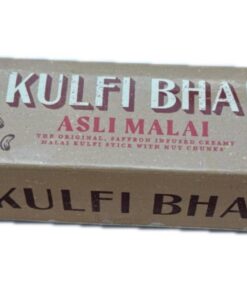 KULFI BHA
ASLI MALAI
THE ORIGINAL, SAFFRON INFUSED CREAMY
MALAI KULFI STICK WITH NUT CHUNKS
KULFI BHA